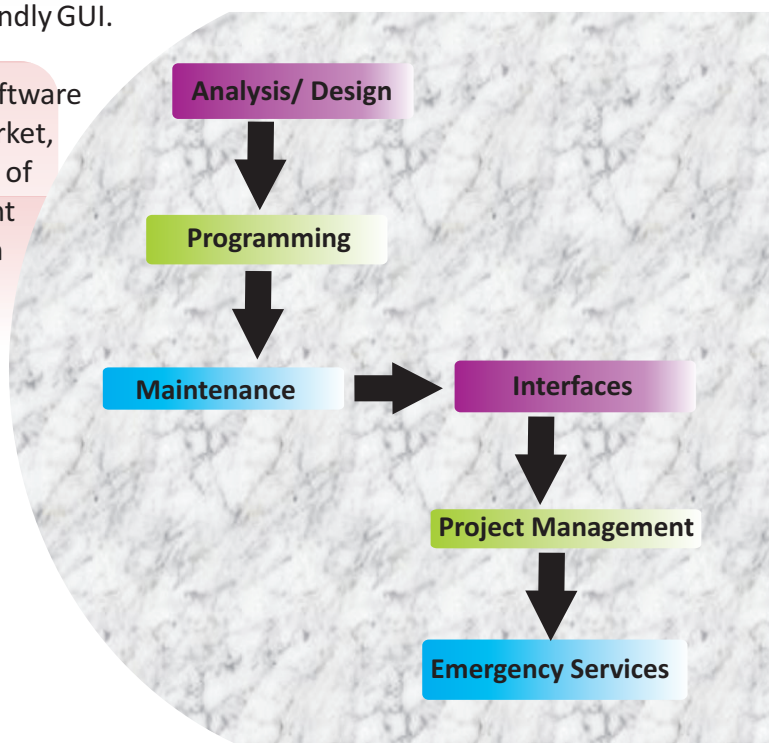 ndly GUI.
ftware
rket,
of
nt
Analysis/ Design
Programming
Maintenance
Interfaces
Project Management
Emergency Services